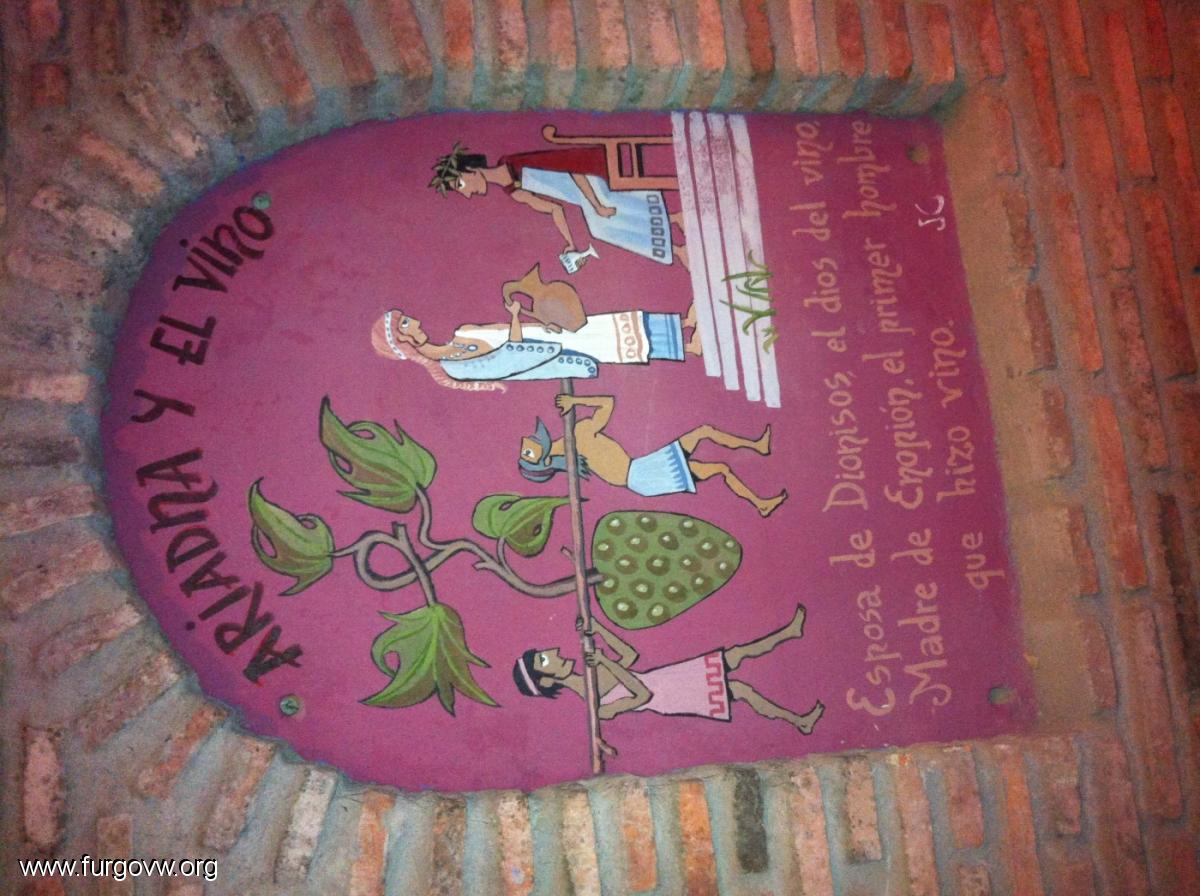 ARIADNA Y EL VINO
Esposa de Dionisos, el dios del vino,
Madre de Enopión, el primer hombre
que hizo vino.
JC
www.furgovw.org